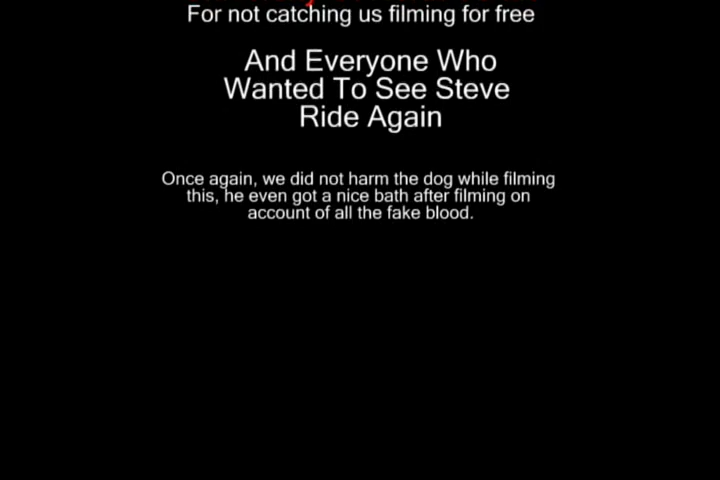 For not catching us filming for free
And Everyone Who
Wanted To See Steve
Ride Again
Once again, we did not harm the dog while filming
this, he even got a nice bath after filming on
account of all the fake blood.